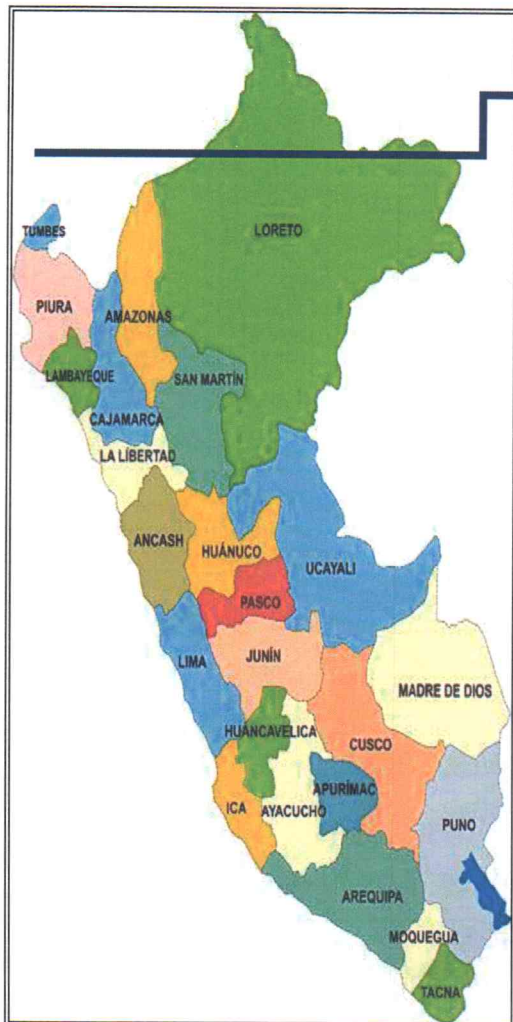 LORETO
TUMBES
PIURA
AMAZONAS
LAMBAYEQUE
SAN MARTÍN
CAJAMARCA
LA LÍBERTAD
ANCASH
HUÁNUCO
UCAYALI
PASCO
LIMA
JUNÍN
MADRE DE DIOS
HUANCAVELICA
CUSCO
ICA
AYACUCHO
APURÍMAC
PUNO
AREQUIPA
MOQUEGUA
TACNA